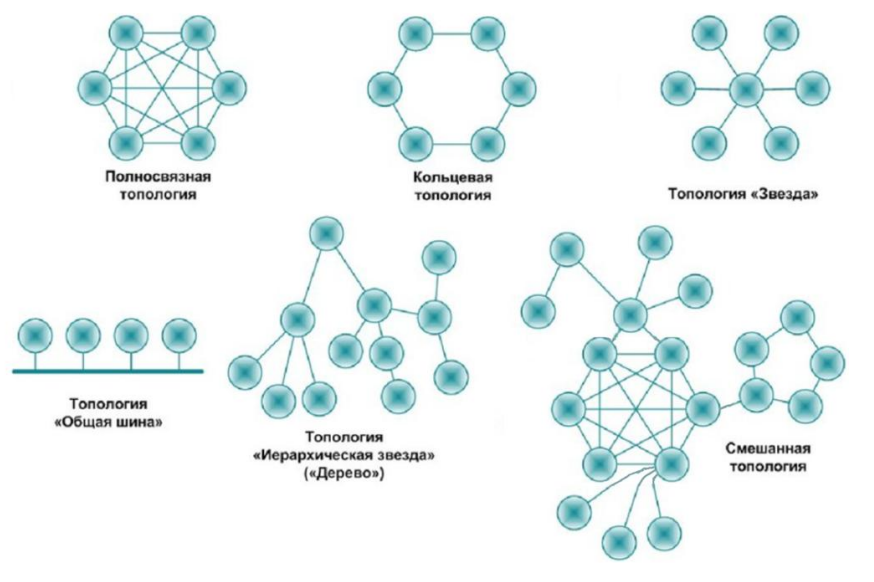 Полносвязная
топология
Кольцевая
топология
Топология «Звезда»
Топология
«Общая шина»
Топология
«Иерархическая звезда»
(«Дерево»)
Смешанная
топология